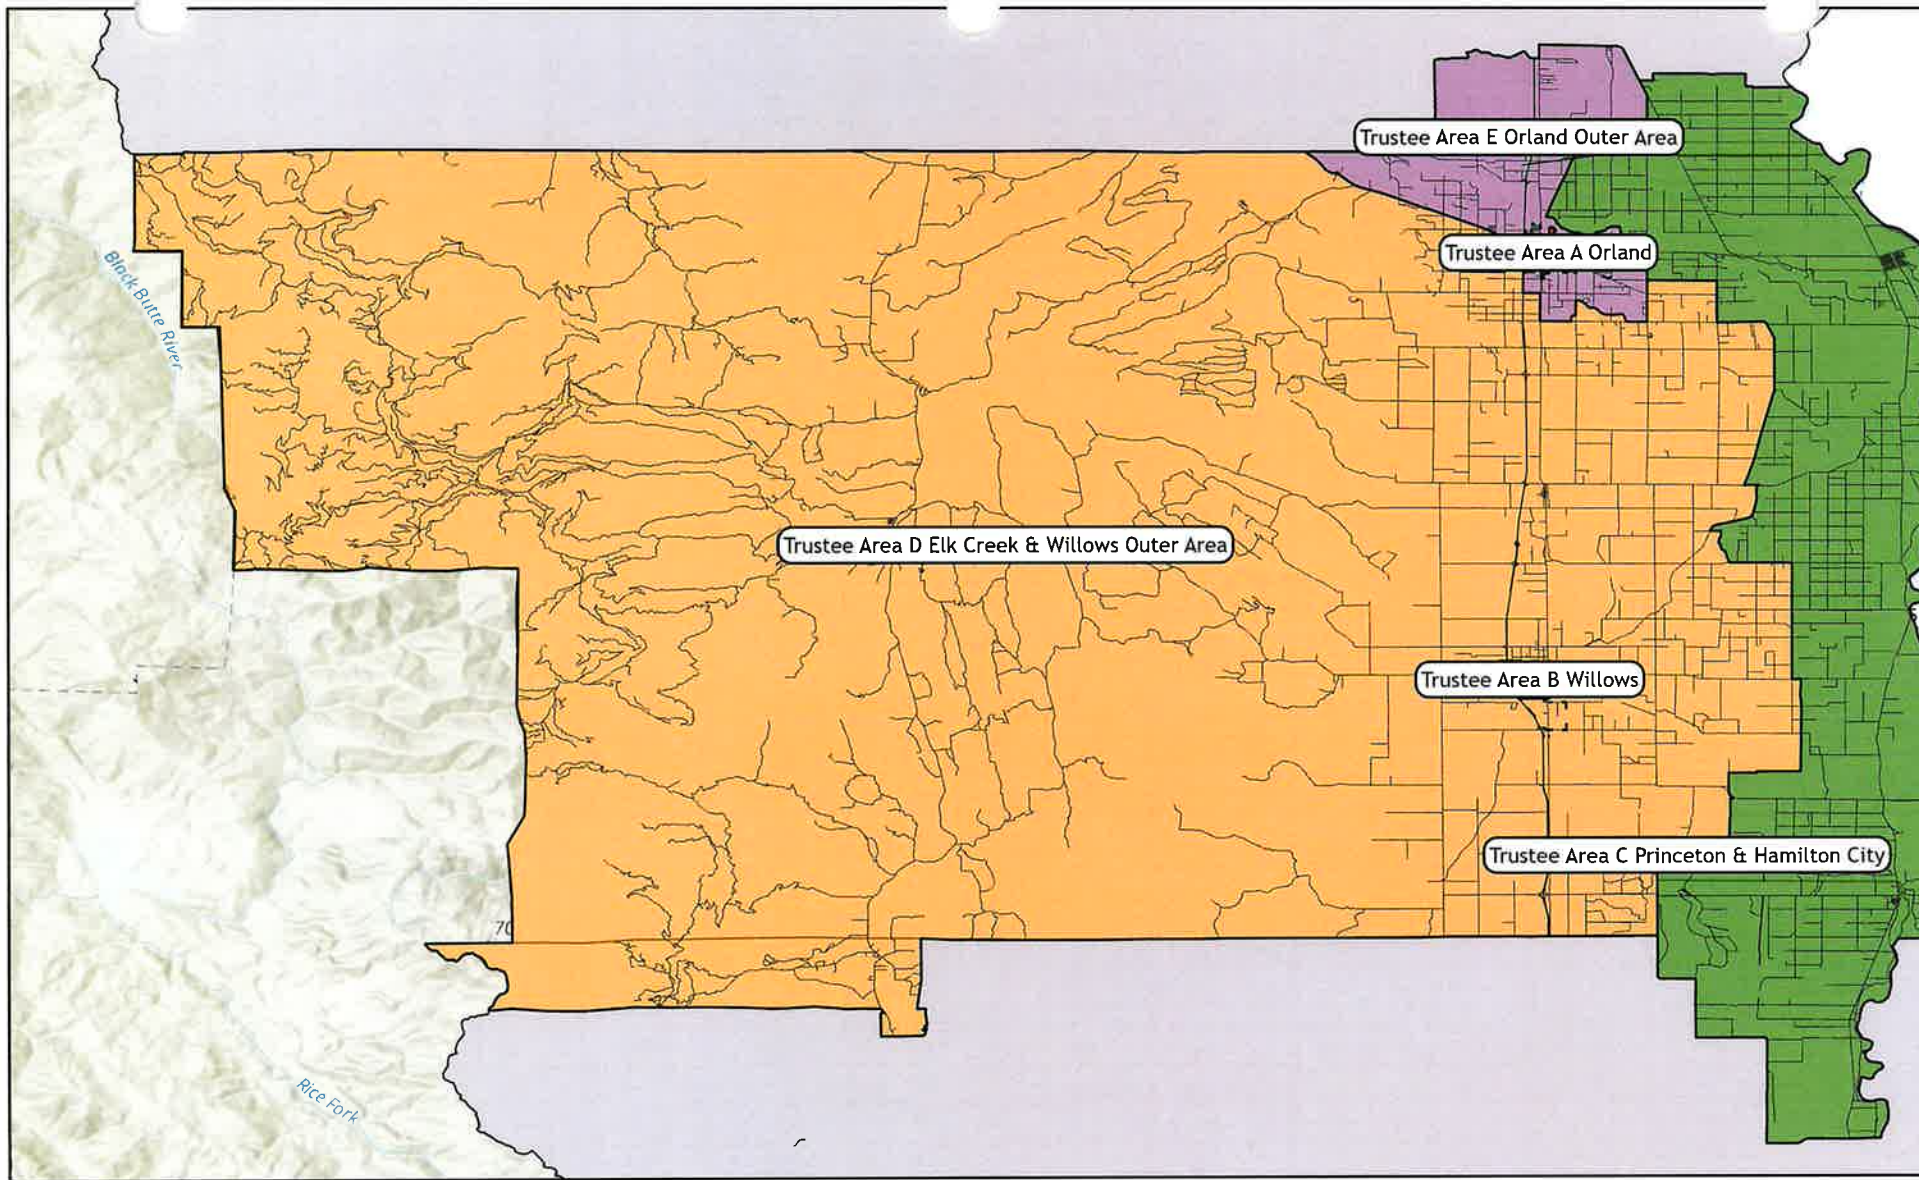 Trustee Area E Orland Outer Area
Trustee Area A Orland
Black Butte River
Trustee Area D Elk Creek & Willows Outer Area
Trustee Area B Willows
Trustee Area C Princeton & Hamilton City
70
Rice Fork